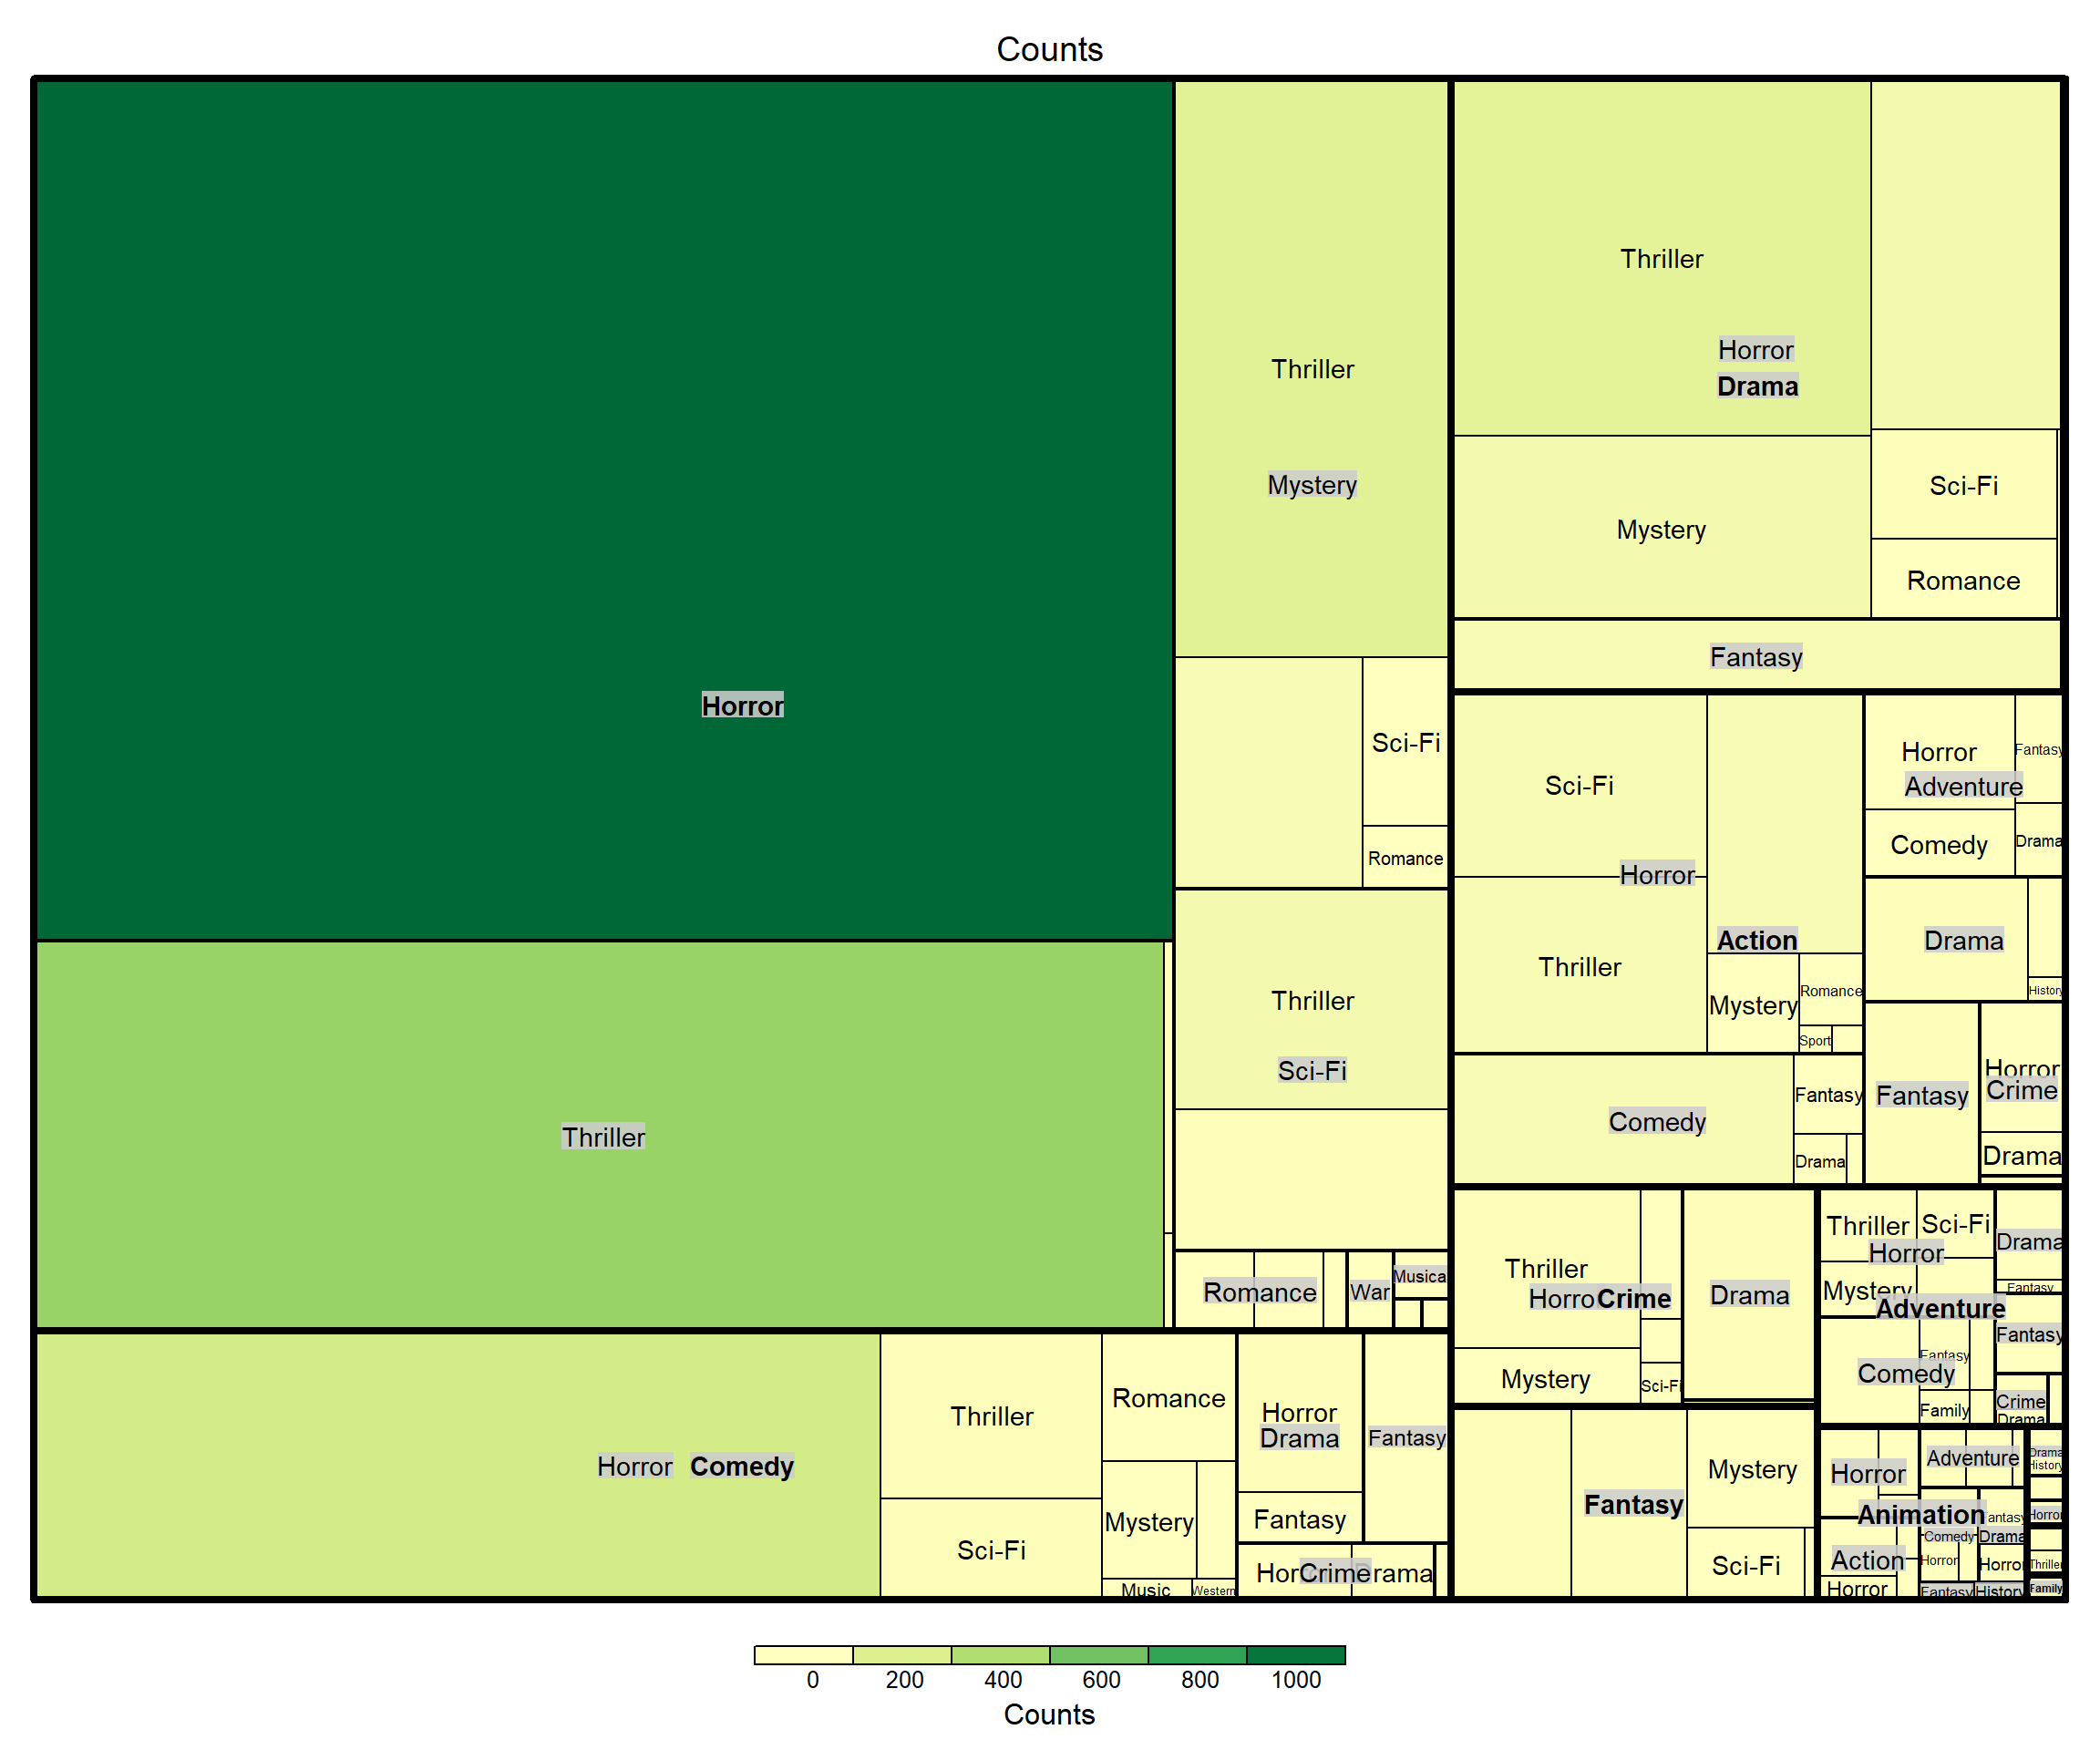 Counts
Thriller
Thriller
Horror
Drama
Mystery
Sci-Fi
Mystery
Romance
Fantasy
Horror
Sci-Fi
Romance
Sci-Fi
Horror
Fantasy
Adventure
Comedy
Drama
Horror
Action
Drama
Thriller
Mystery
Romance
History
Sport
Thriller
Sci-Fi
Horror
Crime
Fantasy
Fantasy
Comedy
Thriller
Drama
Drama
Romance
War
Musica
Thriller
Horro
Crime
Drama
Mystery
Sci-Fi
Thriller
Sci-Fi
Horror
Drama
Mystery
Fantasy
Adventure
Fantasy
Fantasy
Comedy
Family
Crime
Drama
Horror
Comedy
Thriller
Sci-Fi
Romance
Mystery
Music
Western
Horror
Drama
Fantasy
Fantasy
Hor
Crime
rama
Fantasy
Mystery
Sci-Fi
Horror
Adventure
Drama
History
Animation
antasy
Horror
Comedy
Drama
Action
Horror
Horror
Thriller
Horror
Fantasy
History
Family
0 200 400 600 800 1000
Counts